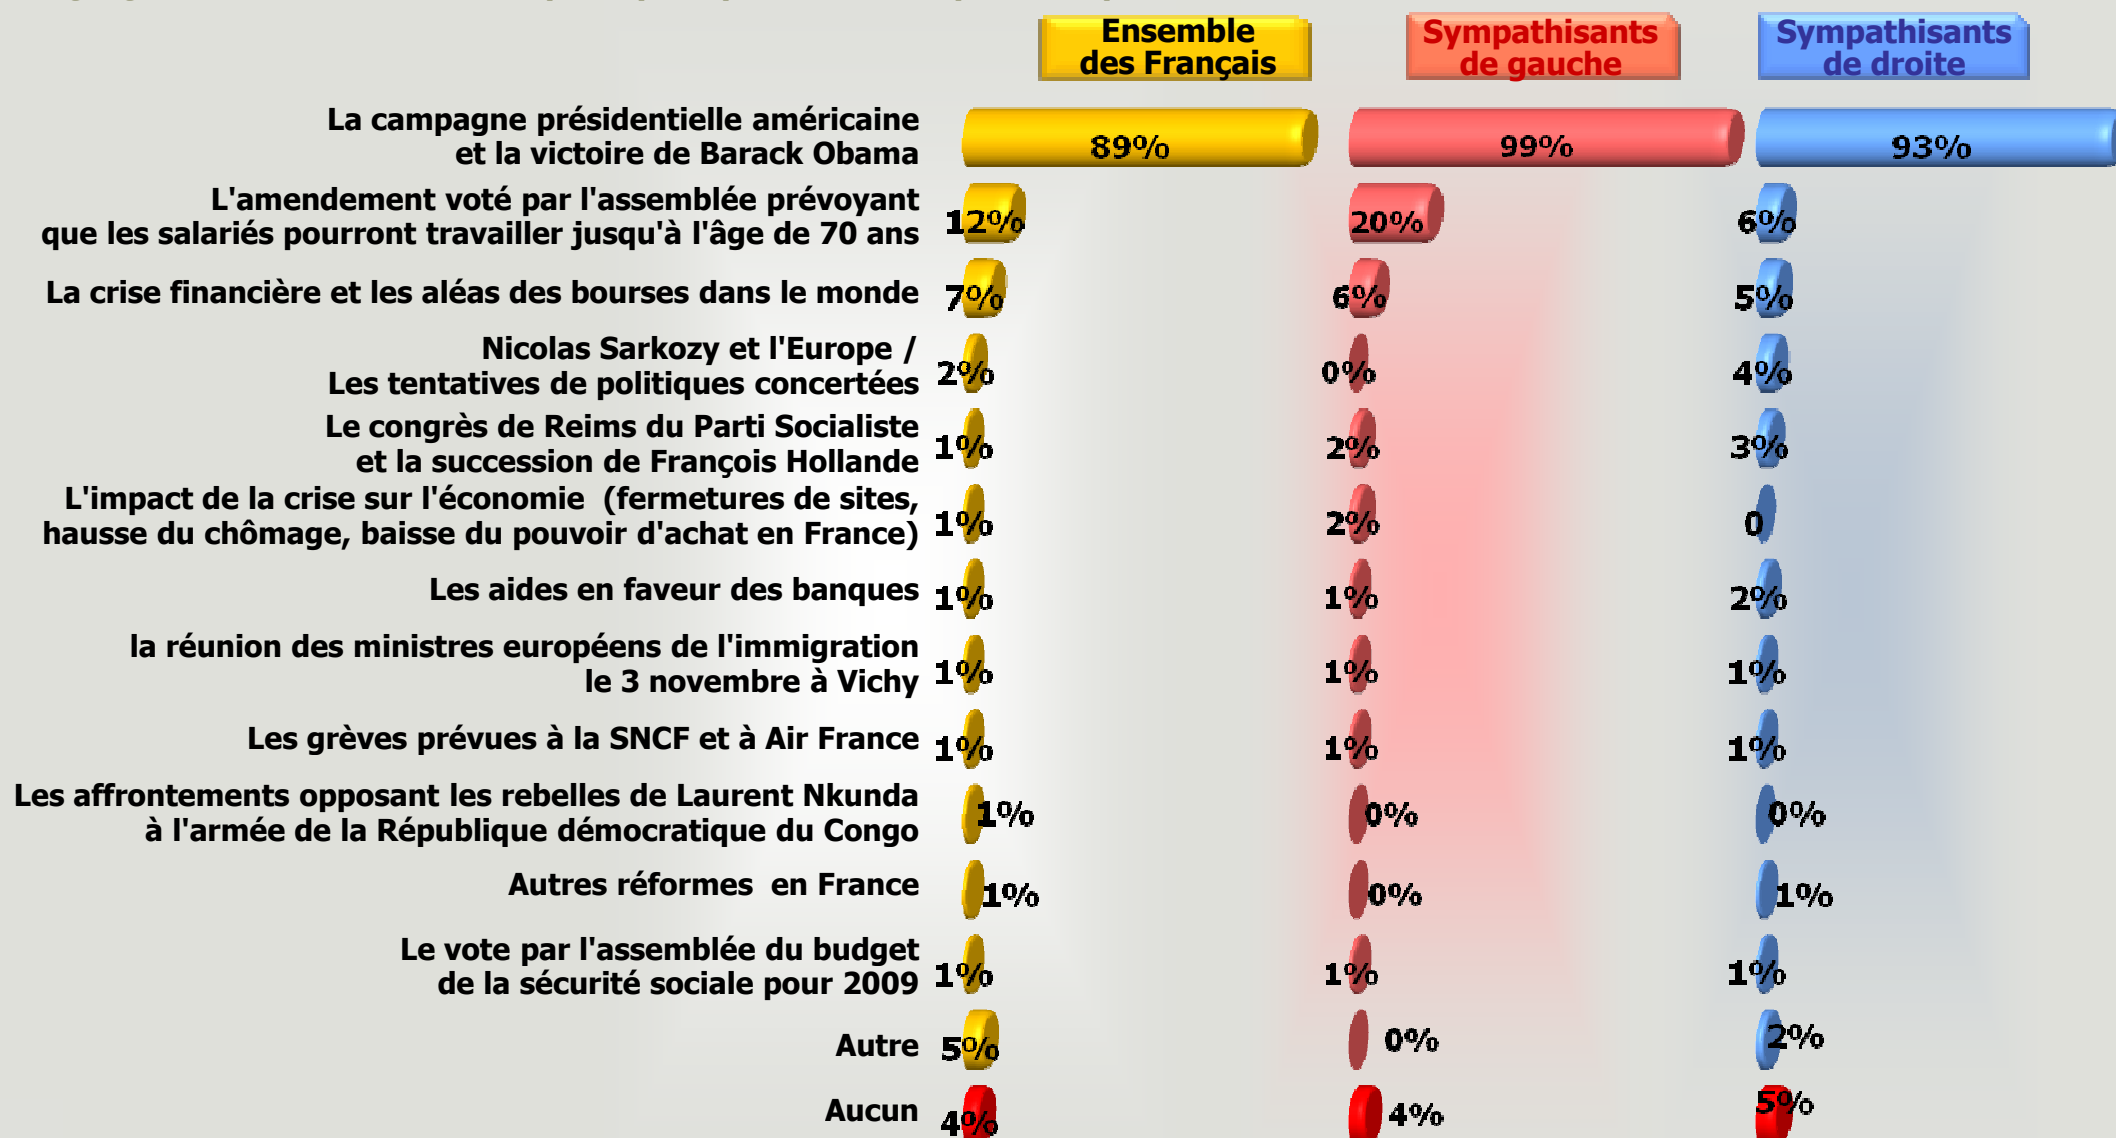 Ensemble
des Français
Sympathisants
de gauche
Sympathisants
de droite
La campagne présidentielle américaine
et la victoire de Barack Obama
89%
99%
93%
L'amendement voté par l'assemblée prévoyant
que les salariés pourront travailler jusqu'à l'âge de 70 ans
12%
20%
6%
La crise financière et les aléas des bourses dans le monde
7%
6%
5%
Nicolas Sarkozy et l'Europe /
Les tentatives de politiques concertées
2%
0%
4%
Le congrès de Reims du Parti Socialiste
et la succession de François Hollande
1%
2%
3%
L'impact de la crise sur l'économie (fermetures de sites,
hausse du chômage, baisse du pouvoir d'achat en France)
1%
2%
0
Les aides en faveur des banques
1%
1%
2%
la réunion des ministres européens de l'immigration
le 3 novembre à Vichy
1%
1%
1%
Les grèves prévues à la SNCF et à Air France
1%
1%
1%
Les affrontements opposant les rebelles de Laurent Nkunda
à l'armée de la République démocratique du Congo
1%
0%
0%
Autres réformes en France
1%
0%
1%
Le vote par l'assemblée du budget
de la sécurité sociale pour 2009
1%
1%
1%
Autre
5%
0%
2%
Aucun
4%
4%
5%